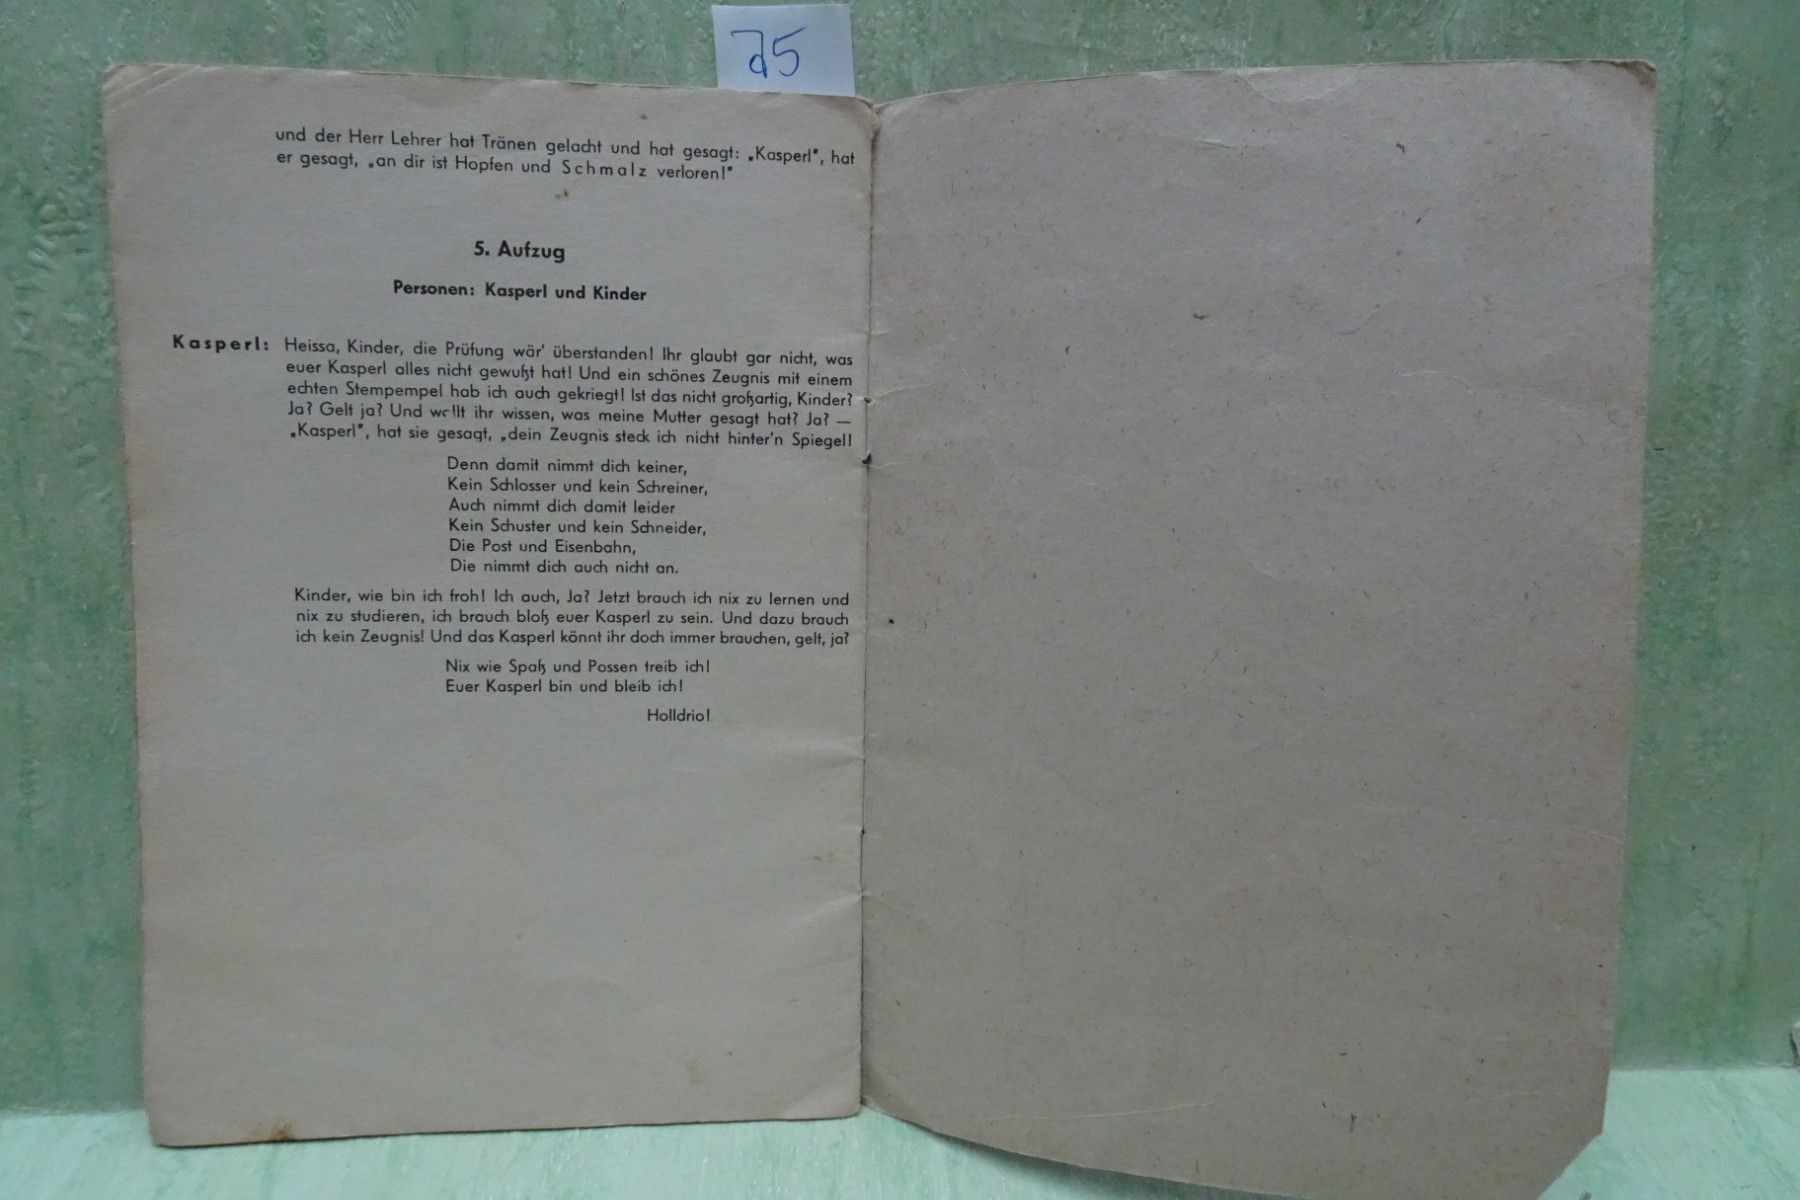 75
und der Herr Lehrer hat Tränen gelacht und hat gesagt: „Kasperl", hat
er gesagt, „an dir ist Hopfen und Schmalz verloren!"
5. Aufzug
Personen: Kasperl und Kinder
Kasperl: Heissa, Kinder, die Prüfung wär' überstanden! Ihr glaubt gar nicht, was
euer Kasperl alles nicht gewußt hat! Und ein schönes Zeugnis mit einem
echten Stempempel hab ich auch gekriegt! Ist das nicht großartig, Kinder?
Ja? Gelt ja? Und wollt ihr wissen, was meine Mutter gesagt hat? Ja? —
„Kasperl", hat sie gesagt, „dein Zeugnis steck ich nicht hinter'n Spiegel!
Denn damit nimmt dich keiner,
Kein Schlosser und kein Schreiner,
Auch nimmt dich damit leider
Kein Schuster und kein Schneider,
Die Post und Eisenbahn,
Die nimmt dich auch nicht an.
Kinder, wie bin ich froh! Ich auch, Ja? Jetzt brauch ich nix zu lernen und
nix zu studieren, ich brauch bloß euer Kasperl zu sein. Und dazu brauch
ich kein Zeugnis! Und das Kasperl könnt ihr doch immer brauchen, gelt, ja?
Nix wie Spaß und Possen treib ich!
Euer Kasperl bin und bleib ich!
Holldrio!